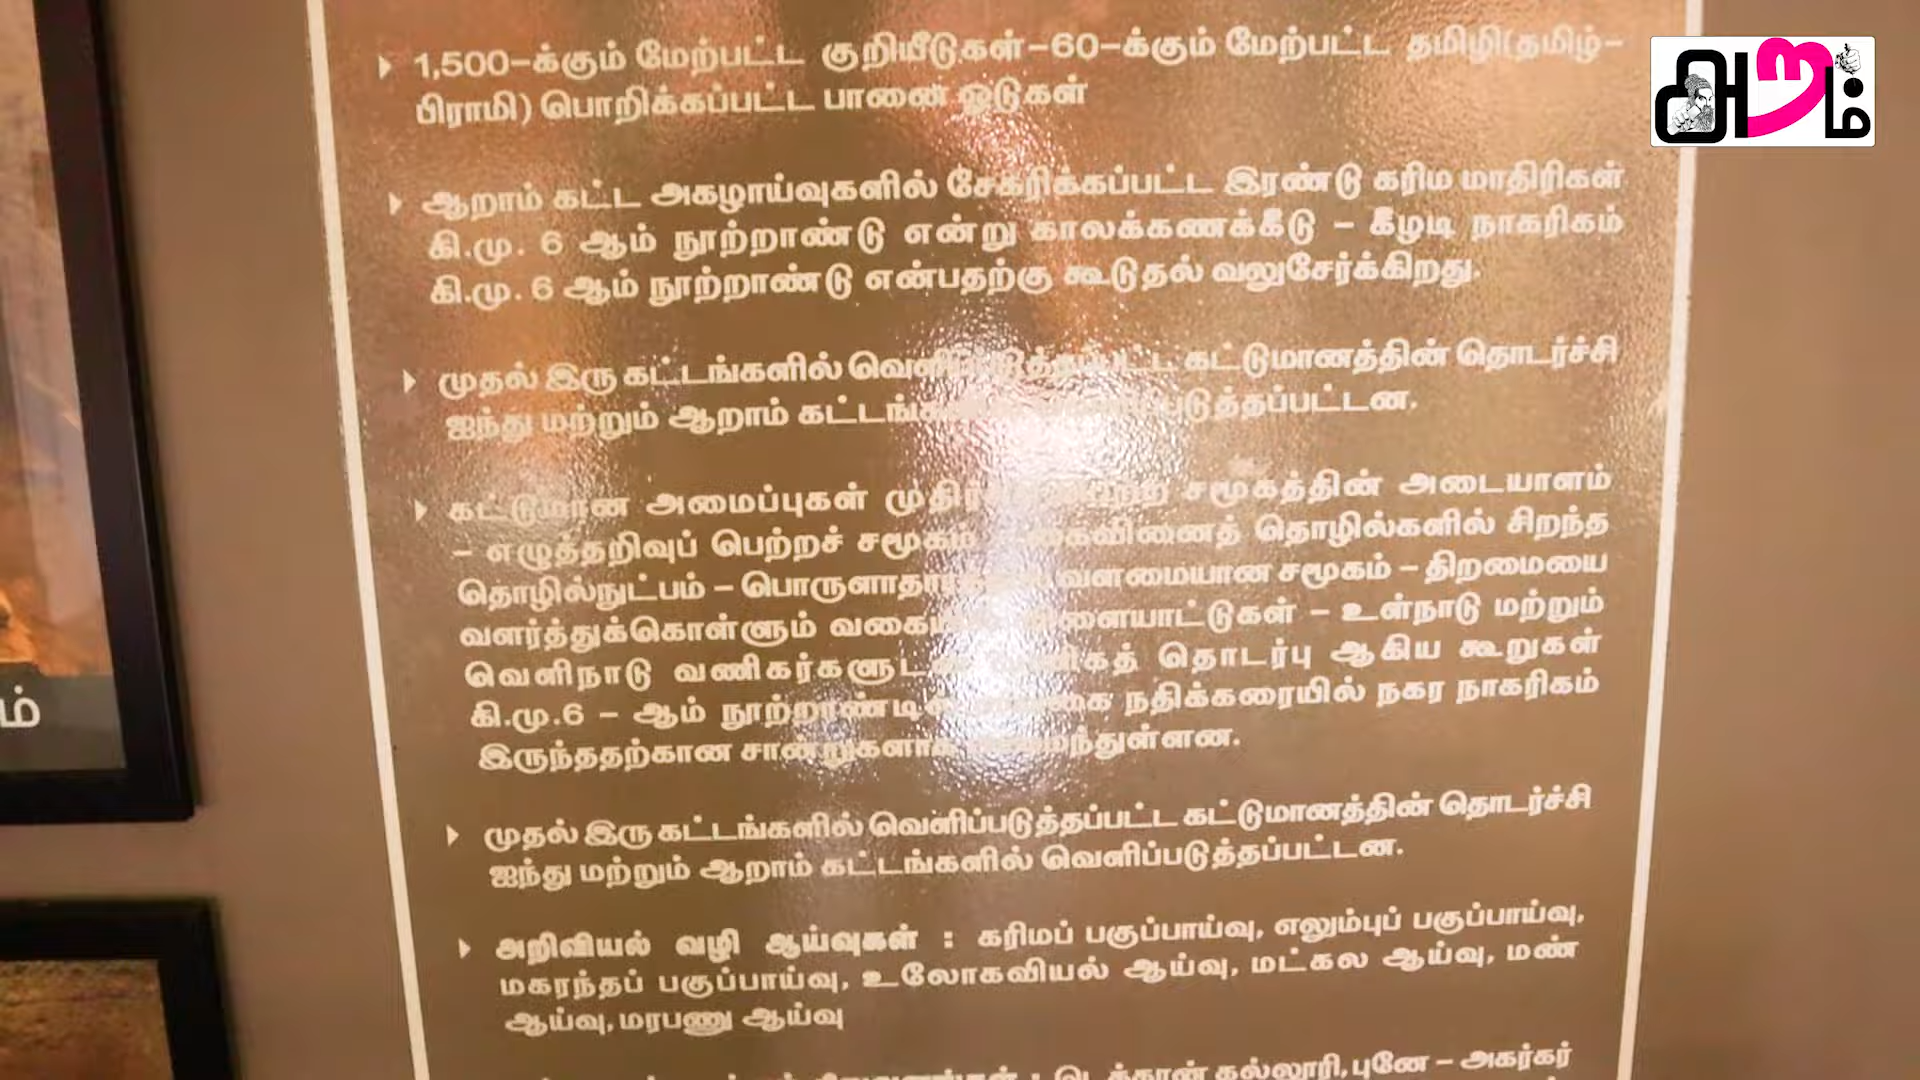 1,500-க்கும் மேற்பட்ட குறியீடுகள்-60-க்கும் மேற்பட்ட தமிழி(தமிழ்-
பிராமி) பொறிக்கப்பட்ட பானை ஓடுகள்
ஆறாம் கட்ட அகழாய்வுகளில் சேகரிக்கப்பட்ட இரண்டு கரிம மாதிரிகள்
கி.மு. 6 ஆம் நூற்றாண்டு என்று காலக்கணக்கீடு - கீழடி நாகரிகம்
கி.மு. 6 ஆம் நூற்றாண்டு என்பதற்கு கூடுதல் வலுசேர்க்கிறது.
முதல் இரு கட்டங்களில் வெளிப்படுத்தப்பட்ட கட்டுமானத்தின் தொடர்ச்சி
ஐந்து மற்றும் ஆறாம் கட்டங்களில்
கட்டுமான அமைப்புகள் சமூகத்தின் அடையாளம்
- எழுத்தறிவுப் பெற்றச் சமூகம் தொழில்களில் சிறந்த
தொழில்நுட்பம் - சமூகம் - திறமையை
வளர்த்துக்கொள்ளும் - உள்நாடு மற்றும்
வெளிநாடு தொடர்பு ஆகிய கூறுகள்
கி.மு.6 - ஆம் நதிக்கரையில் நகர நாகரிகம்
இருந்ததற்கான
முதல் இரு கட்டங்களில் வெளிப்படுத்தப்பட்ட கட்டுமானத்தின் தொடர்ச்சி
ஐந்து மற்றும் ஆறாம் கட்டங்களில் வெளிப்படுத்தப்பட்டன.
அறிவியல் வழி ஆய்வுகள் : கரிமப் பகுப்பாய்வு, எலும்புப் பகுப்பாய்வு,
மகரந்தப் பகுப்பாய்வு, உலோகவியல் ஆய்வு, மட்கல ஆய்வு, மண்
ஆய்வு, மரபணு ஆய்வு
கல்லூரி, புனே - அகர்கர்
அறம்